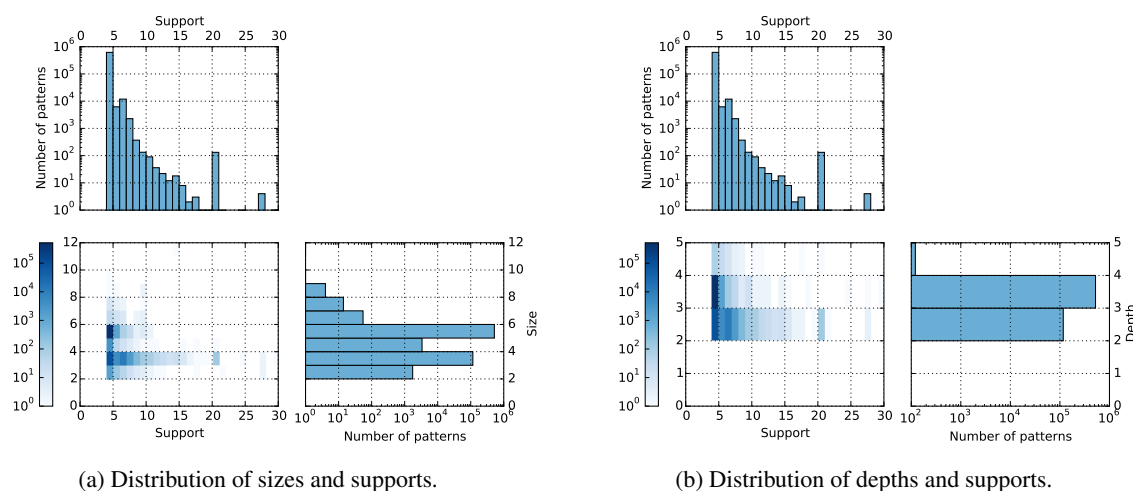 Support
0 5 10 15 20 25 30
10^6
10^5
10^4
10^3
10^2
10^1
10^0
Number of patterns
10^5
10^4
10^3
10^2
10^1
10^0
12
10
8
6
4
2
0
0 5 10 15 20 25 30
Support
12
10
8
6
4
2
0
Size
10^0 10^1 10^2 10^3 10^4 10^5 10^6
Number of patterns
(a) Distribution of sizes and supports.
Support
0 5 10 15 20 25 30
10^6
10^5
10^4
10^3
10^2
10^1
10^0
Number of patterns
10^5
10^4
10^3
10^2
10^1
10^0
5
4
3
2
1
0
0 5 10 15 20 25 30
Support
5
4
3
2
1
0
Depth
10^2 10^3 10^4 10^5 10^6
Number of patterns
(b) Distribution of depths and supports.